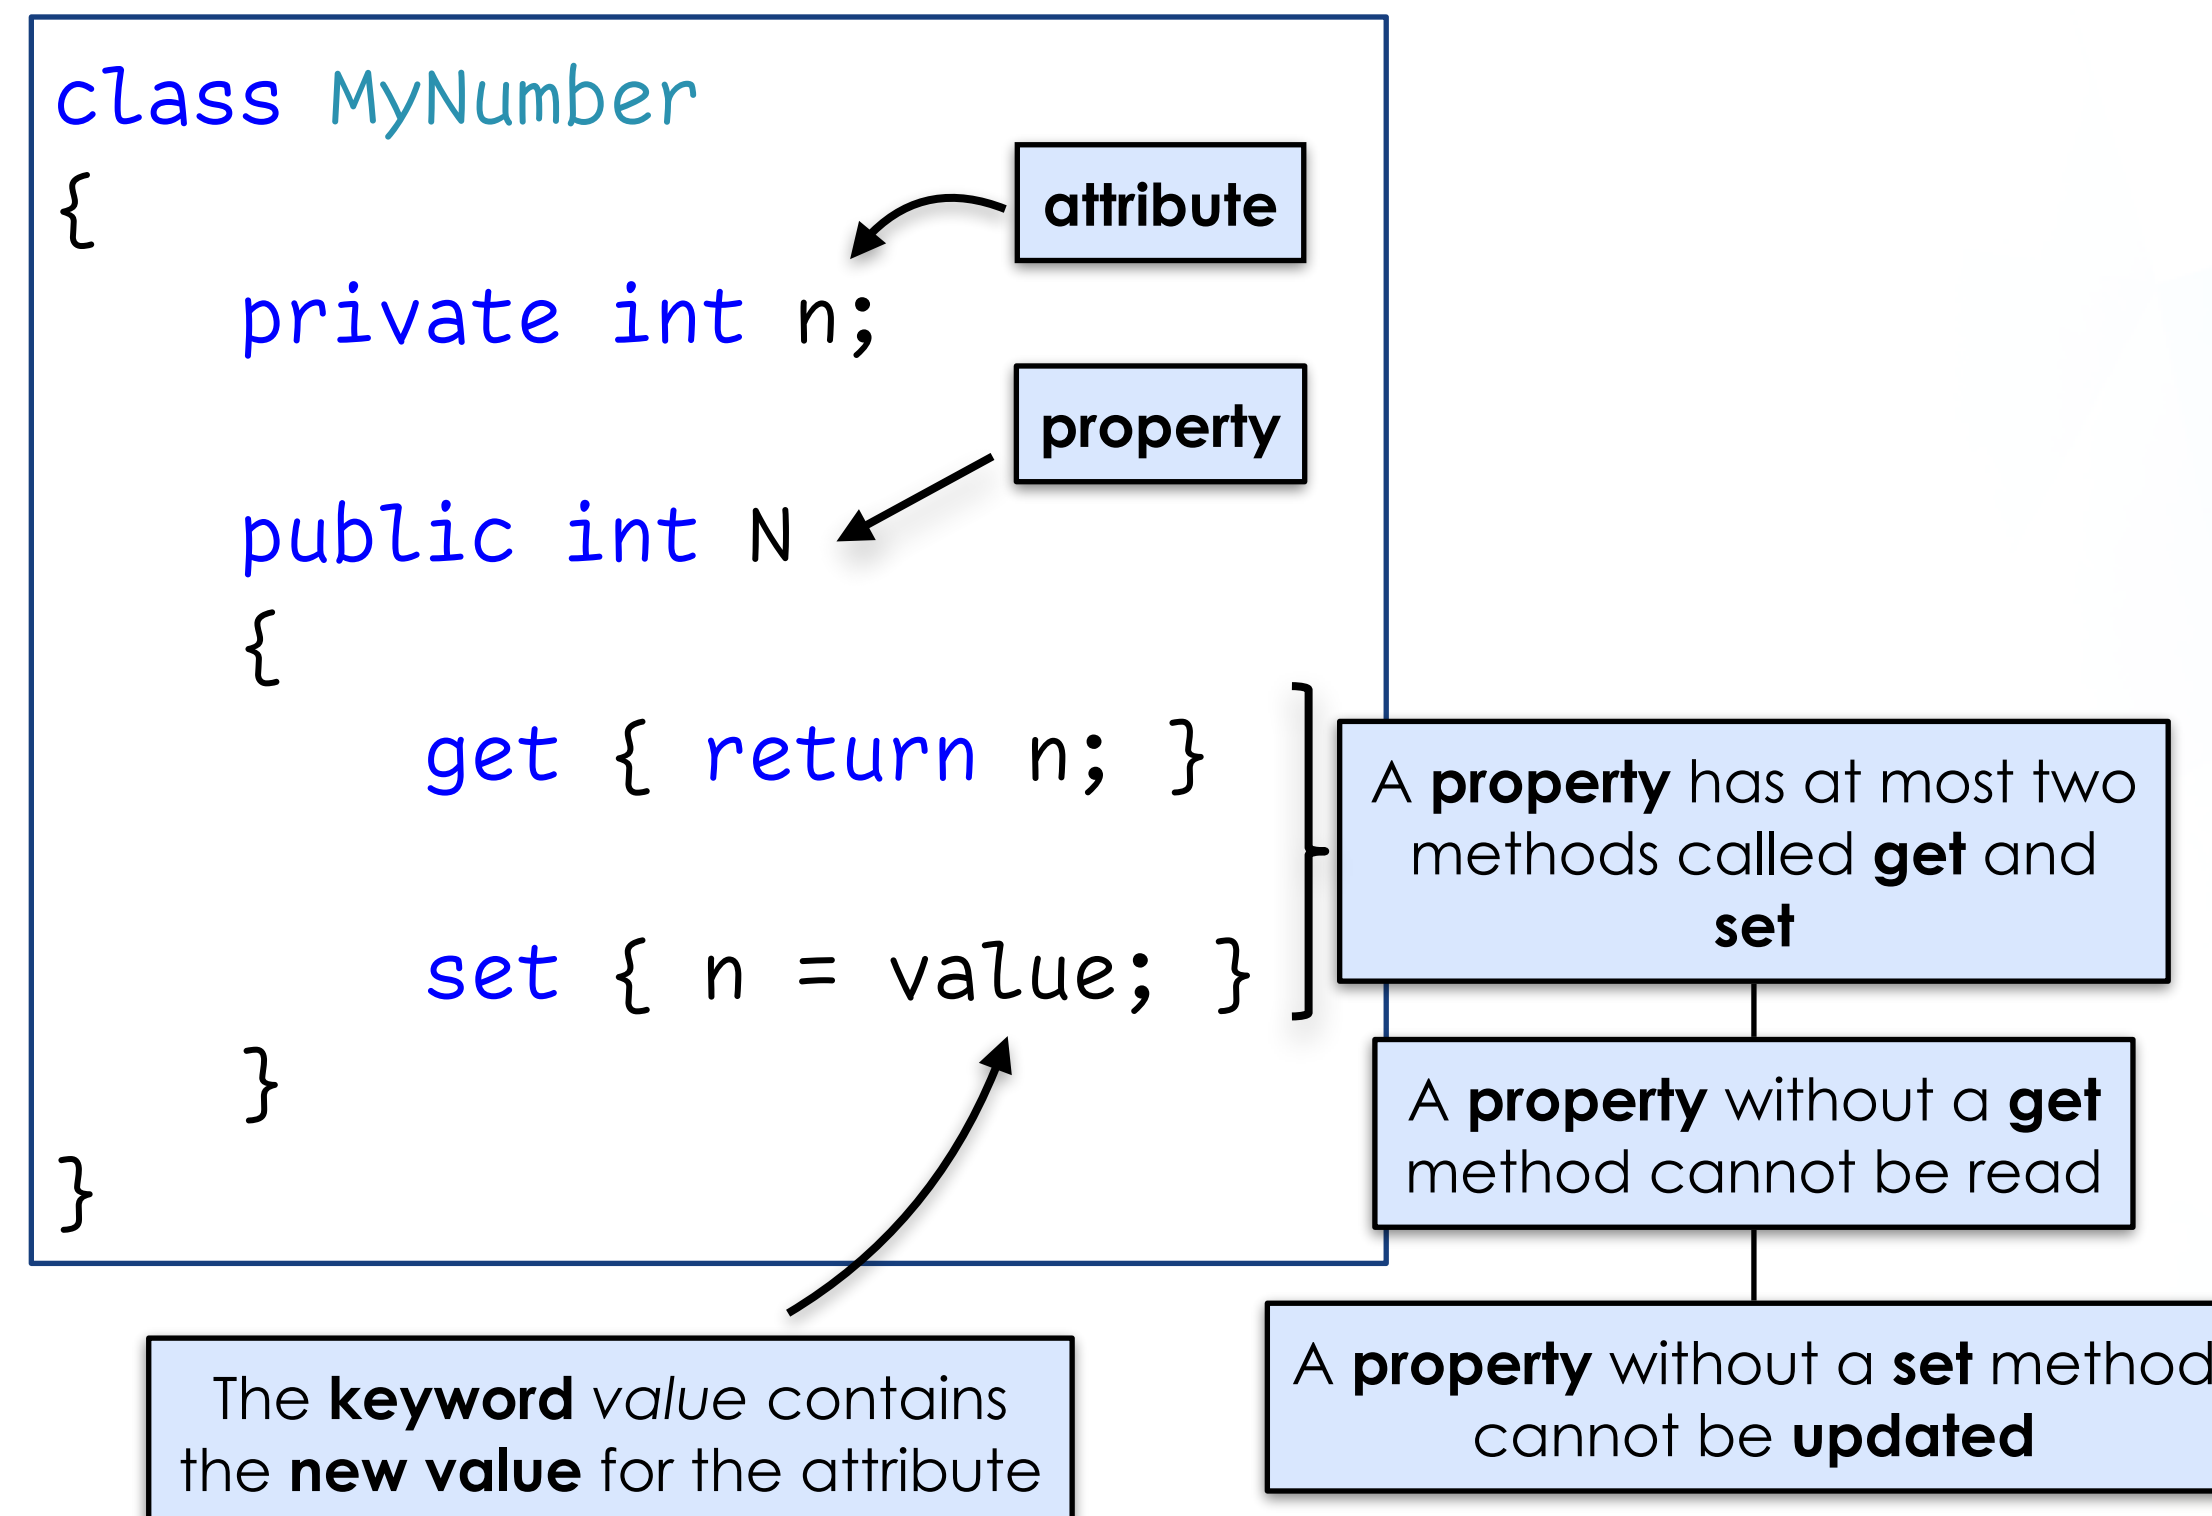 class MyNumber
{
attribute
private int n;
property
public int N
{
get { return n; }
set { n = value; }
}
}
A property has at most two
methods called get and
set
A property without a get
method cannot be read
A property without a set method
cannot be updated
The keyword value contains
the new value for the attribute